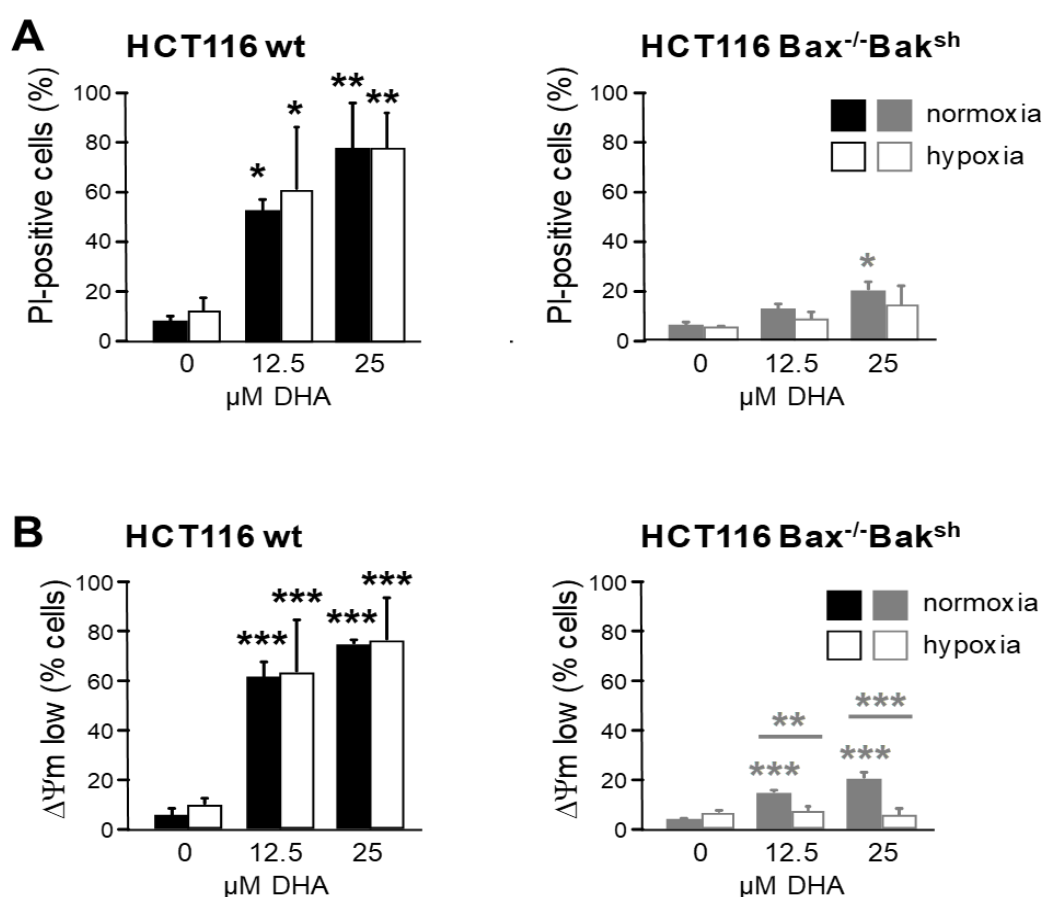 A
HCT116 wt
HCT116 Bax-/-Baksh
PI-positive cells (%)
100
80
60
40
20
0
* * ** **
0 12.5 25
µM DHA
PI-positive cells (%)
100
80
60
40
20
0
*
normoxia
hypoxia
0 12.5 25
µM DHA
B
HCT116 wt
HCT116 Bax-/-Baksh
ΔΨm low (% cells)
100
80
60
40
20
0
*** *** *** ***
0 12.5 25
µM DHA
ΔΨm low (% cells)
100
80
60
40
20
0
** ***
*** ***
normoxia
hypoxia
0 12.5 25
µM DHA